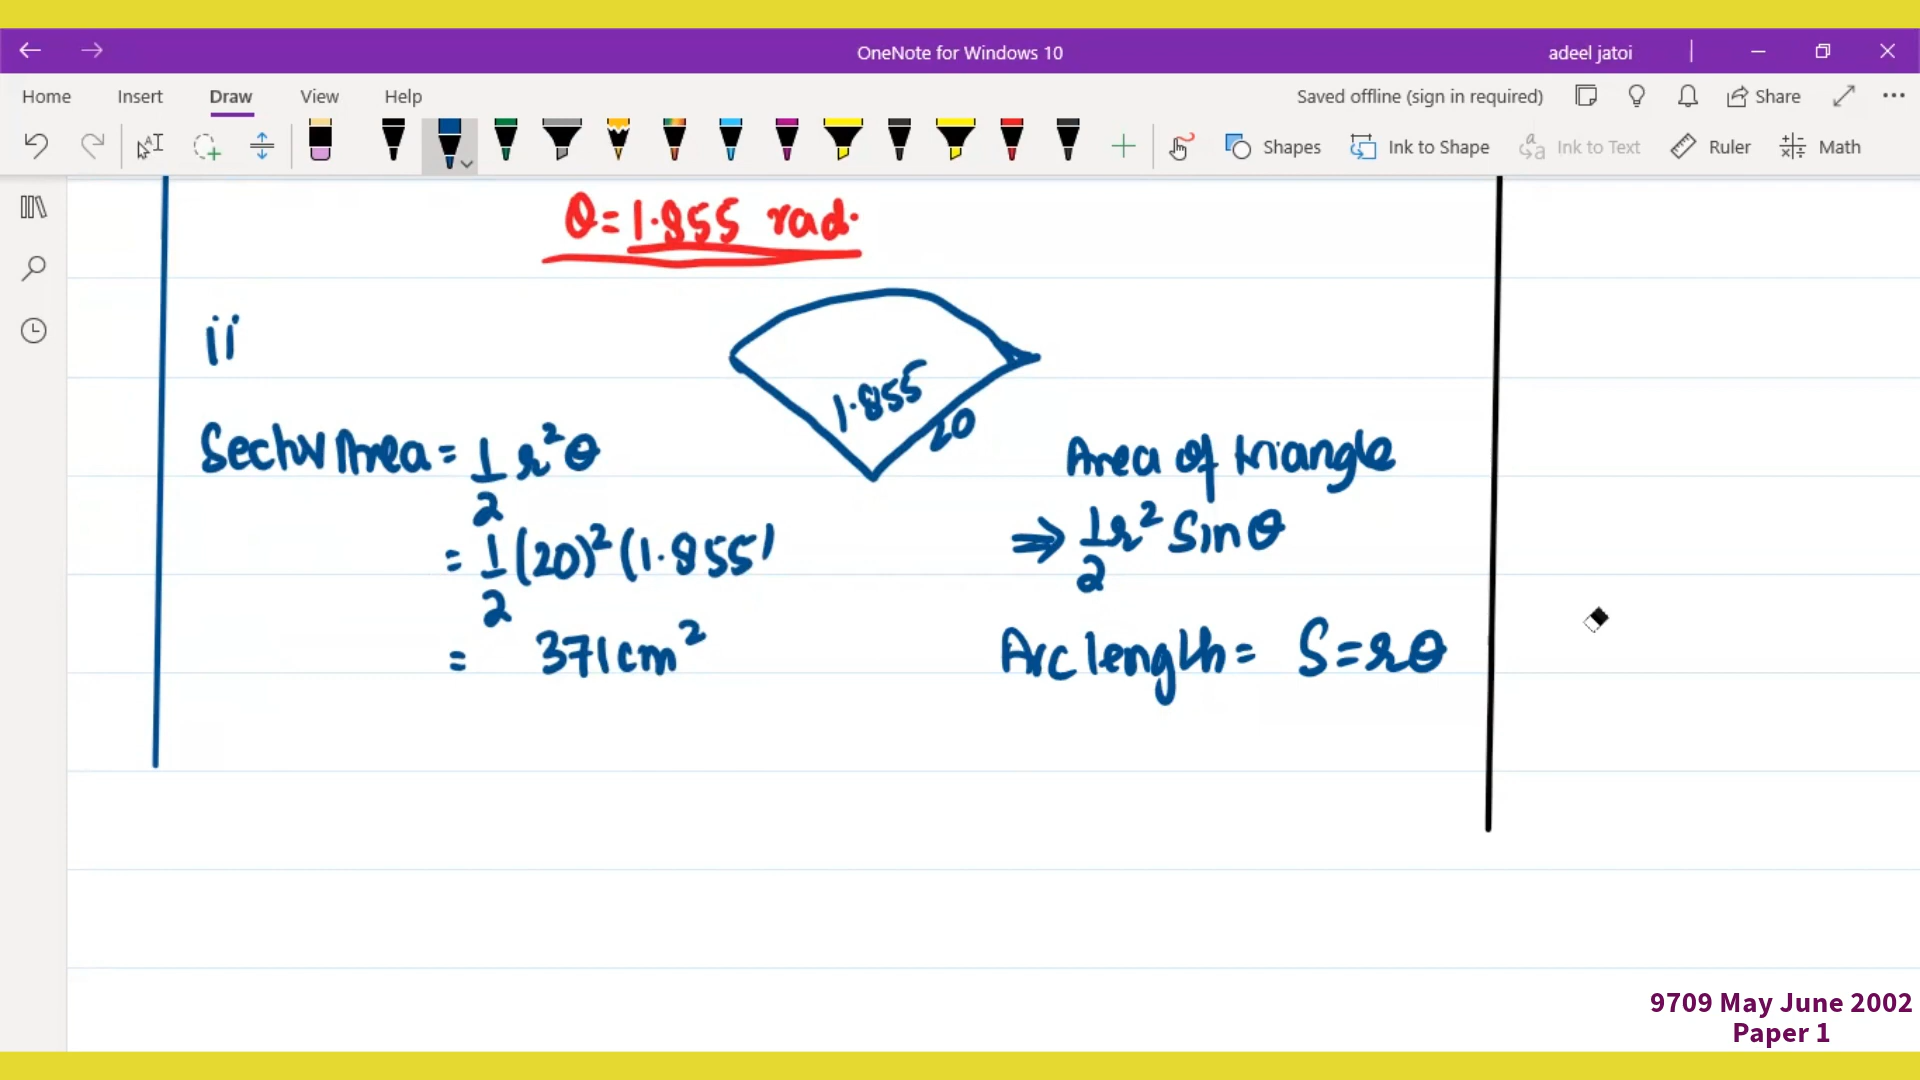 OneNote for Windows 10
adeel jatoi
Home Insert Draw View Help
Saved offline (sign in required)
Share
Shapes
Ink to Shape
Ink to Text
Ruler
Math
θ = 1.855 rad.
ii
1.855
20
Sector Area = 1/2 r²θ
= 1/2 (20)² (1.855)
= 371 cm²
Area of triangle
⇒ 1/2 r² Sin θ
Arc length = S = rθ
9709 May June 2002
Paper 1